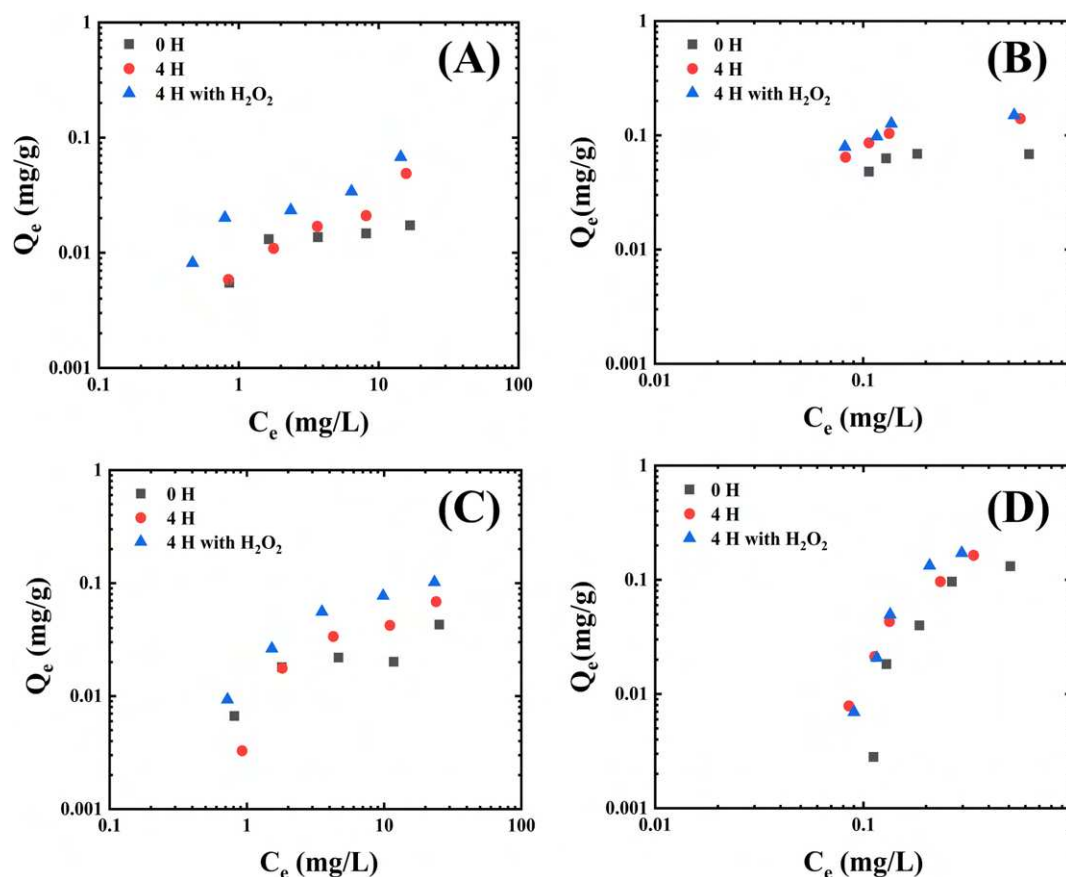 (A)
0 H
4 H
4 H with H₂O₂
1
0.1
0.01
0.001
Qₑ (mg/g)
0.1 1 10 100
Cₑ (mg/L)
(B)
0 H
4 H
4 H with H₂O₂
1
0.1
0.01
0.001
Qₑ(mg/g)
0.01 0.1
Cₑ (mg/L)
(C)
0 H
4 H
4 H with H₂O₂
1
0.1
0.01
0.001
Qₑ (mg/g)
0.1 1 10 100
Cₑ (mg/L)
(D)
0 H
4 H
4 H with H₂O₂
1
0.1
0.01
0.001
Qₑ(mg/g)
0.01 0.1
Cₑ (mg/L)